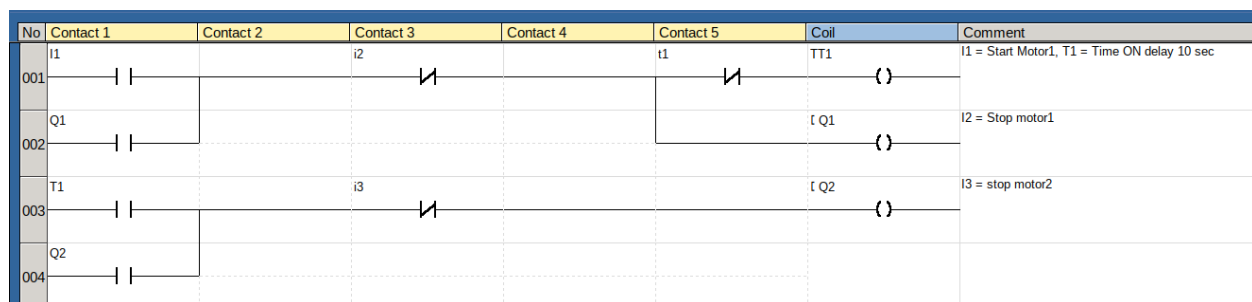 No Contact 1 Contact 2 Contact 3 Contact 4 Contact 5 Coil Comment
I1 i2 t1 TT1 I1 = Start Motor1, T1 = Time ON delay 10 sec
001
Q1 [ Q1 I2 = Stop motor1
002
T1 i3 [ Q2 I3 = stop motor2
003
Q2
004